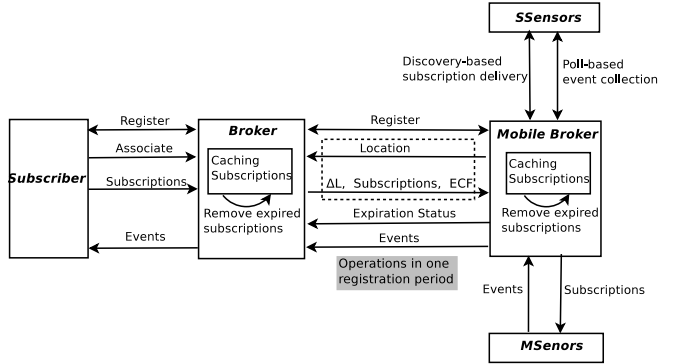 SSensors
Discovery-based
subscription delivery
Poll-based
event collection
Register
Register
Broker
Mobile Broker
Associate
Location
Caching
Subscriptions
Caching
Subscriptions
Subscriber
Subscriptions
ΔL, Subscriptions, ECF
Remove expired
subscriptions
Remove expired
subscriptions
Expiration Status
Events
Events
Operations in one
registration period
Events
Subscriptions
MSenors